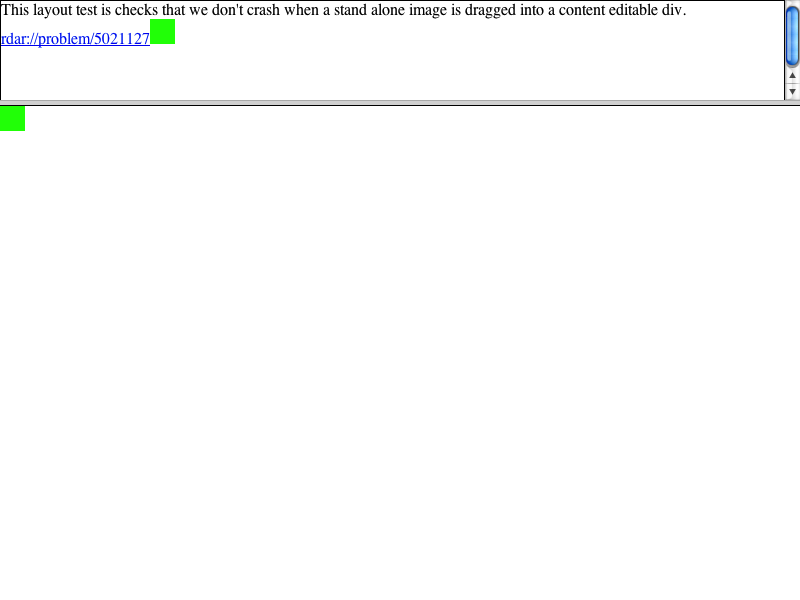 This layout test is checks that we don't crash when a stand alone image is dragged into a content editable div.
rdar://problem/5021127